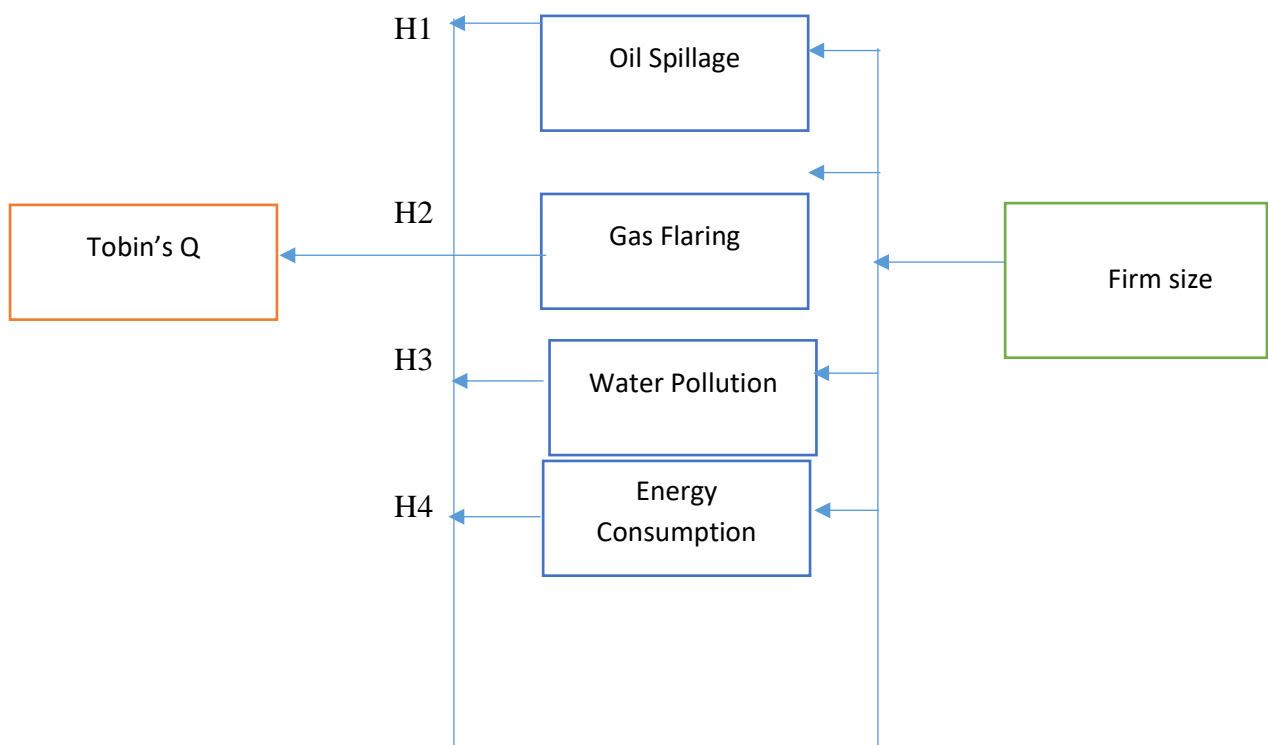 H1
Oil Spillage
H2
Tobin’s Q
Gas Flaring
Firm size
H3
Water Pollution
H4
Energy
Consumption